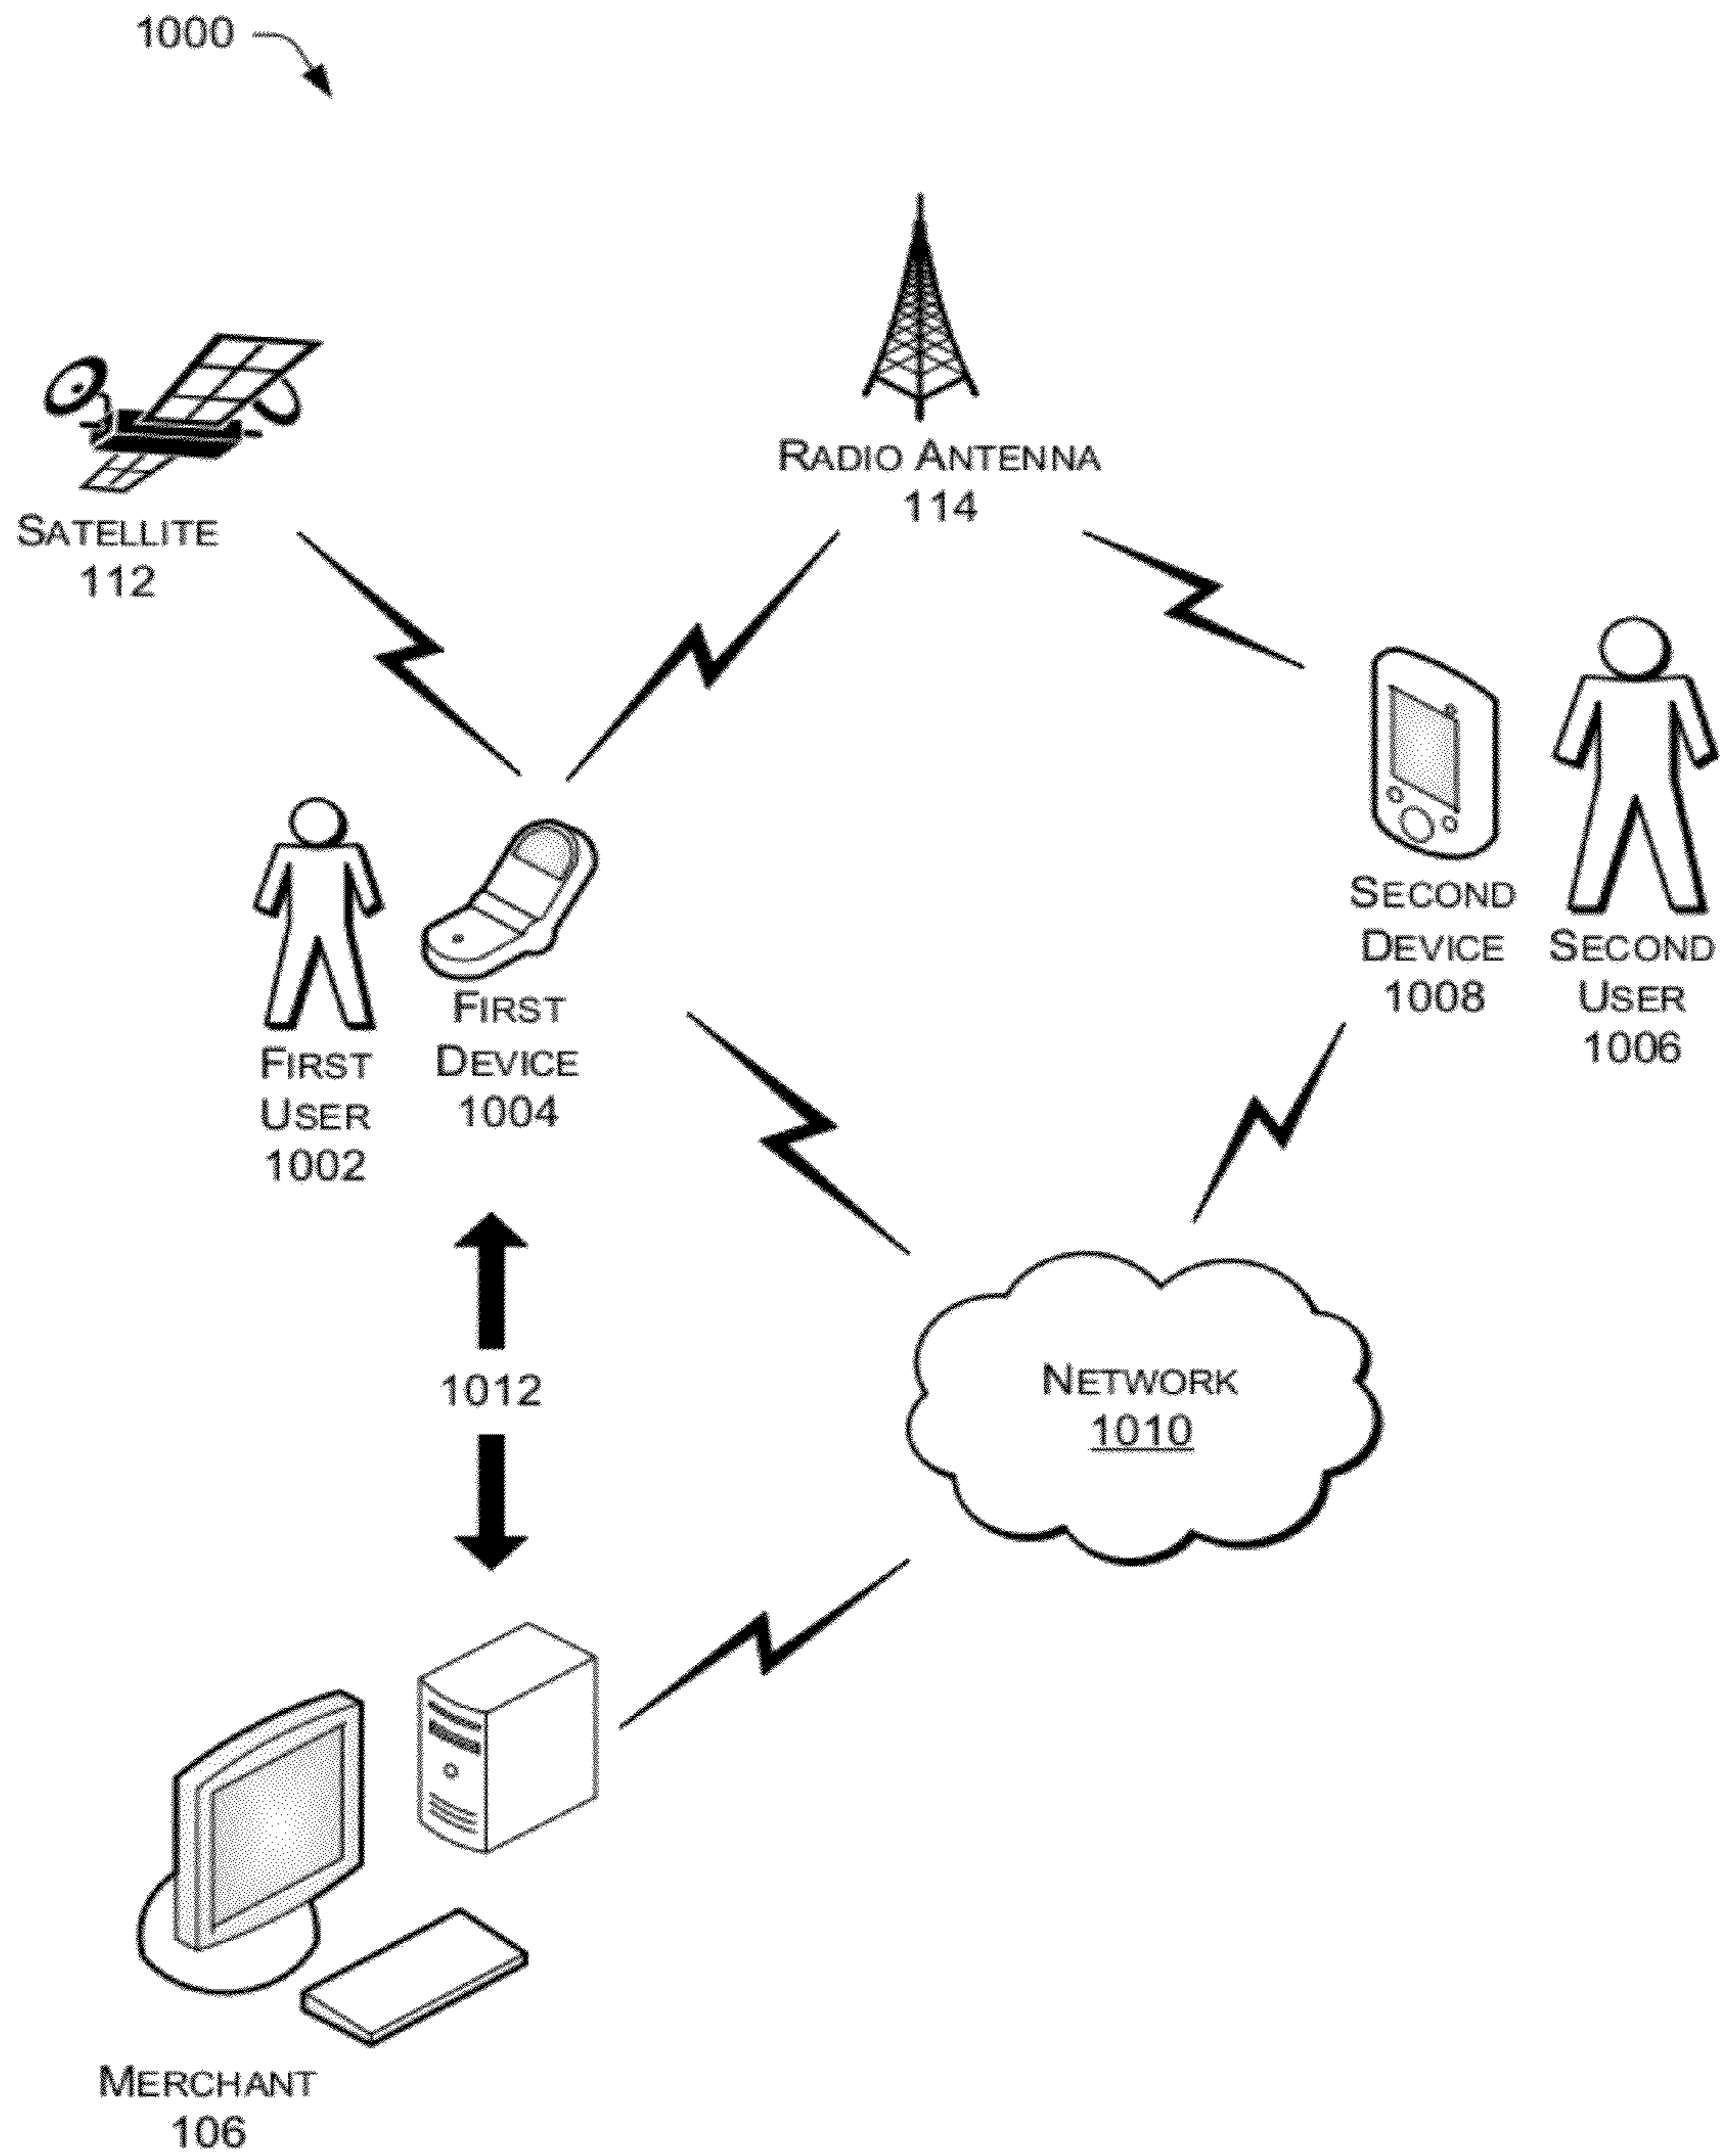 1000
RADIO ANTENNA
114
SATELLITE
112
SECOND
DEVICE
1008
SECOND
USER
1006
FIRST
USER
1002
FIRST
DEVICE
1004
1012
NETWORK
1010
MERCHANT
106